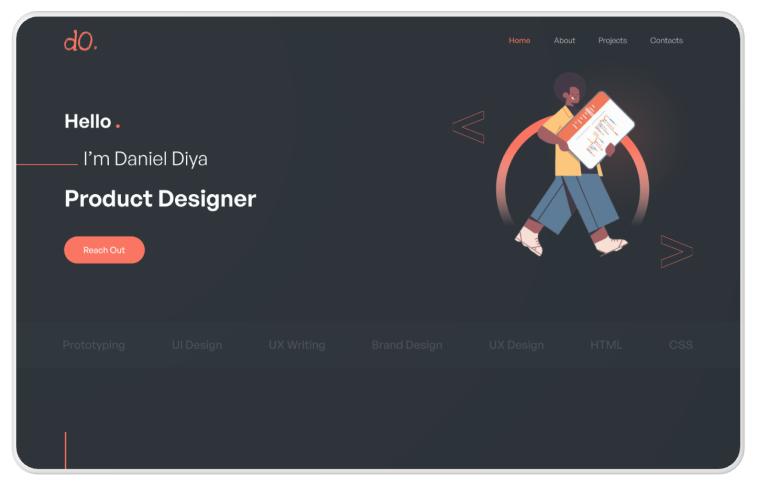 dO.
Home About Projects Contacts
Hello .
I'm Daniel Diya
Product Designer
Reach Out
< >
Prototyping UI Design UX Writing Brand Design UX Design HTML CSS